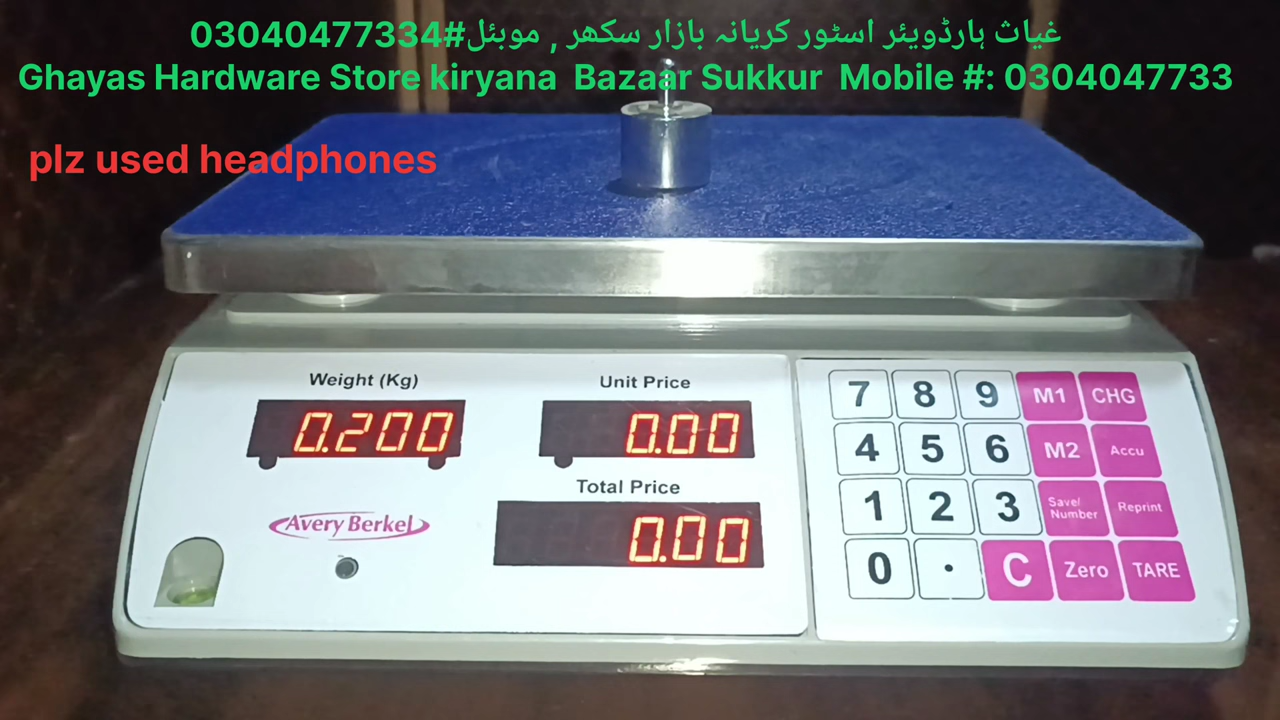 غیاث ہارڈویئر اسٹور کریانہ بازار سکھر , موبئل#03040477334
Ghayas Hardware Store kiryana Bazaar Sukkur Mobile #: 0304047733
plz used headphones
Weight (Kg)
0.200
Unit Price
0.00
Total Price
0.00
Avery Berkel
7 8 9 M1 CHG
4 5 6 M2 Accu
1 2 3 Save/ Number Reprint
0 . C Zero TARE